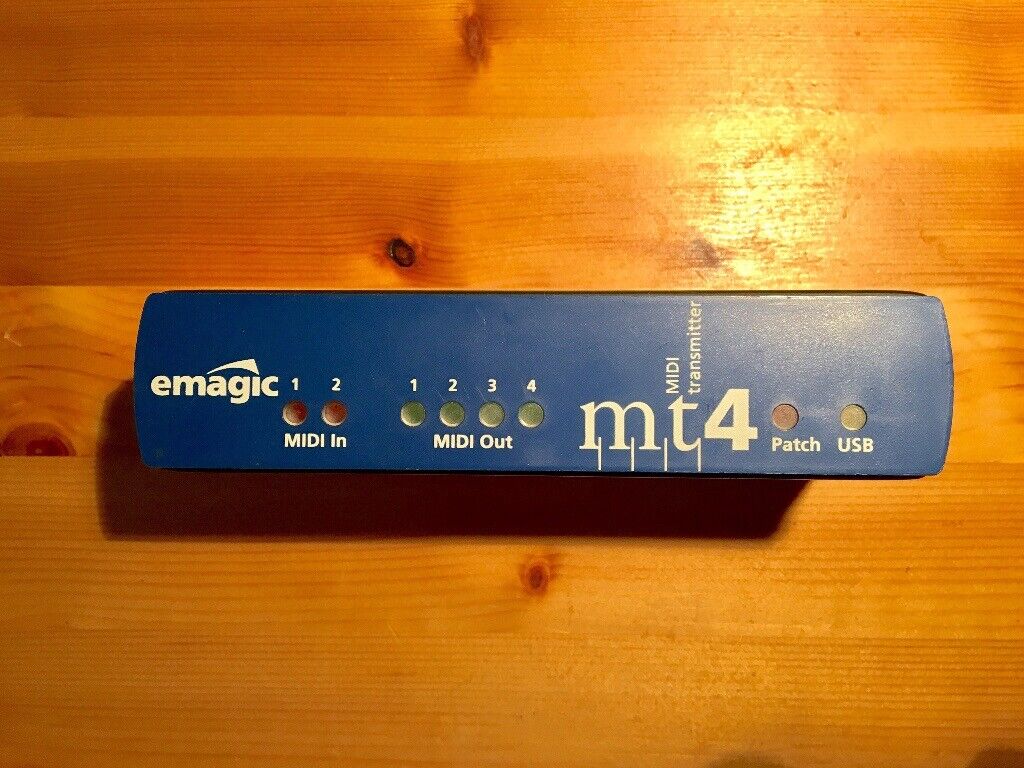 emagic
1 2
MIDI In
1 2 3 4
MIDI Out
mt4
MIDI
transmitter
Patch
USB